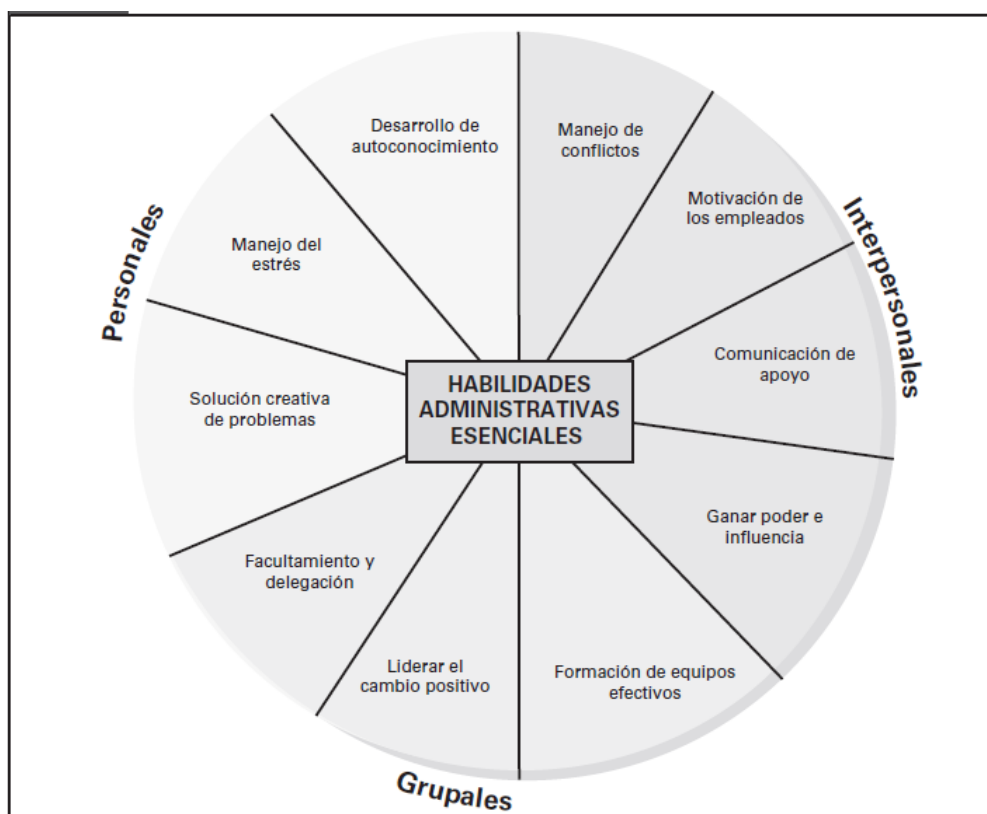 Desarrollo de
autoconocimiento
Manejo de
conflictos
Motivación de
los empleados
Interpersonales
Personales
Manejo del
estrés
Comunicación de
apoyo
HABILIDADES
ADMINISTRATIVAS
ESENCIALES
Solución creativa
de problemas
Ganar poder e
influencia
Facultamiento y
delegación
Liderar el
cambio positivo
Formación de equipos
efectivos
Grupales